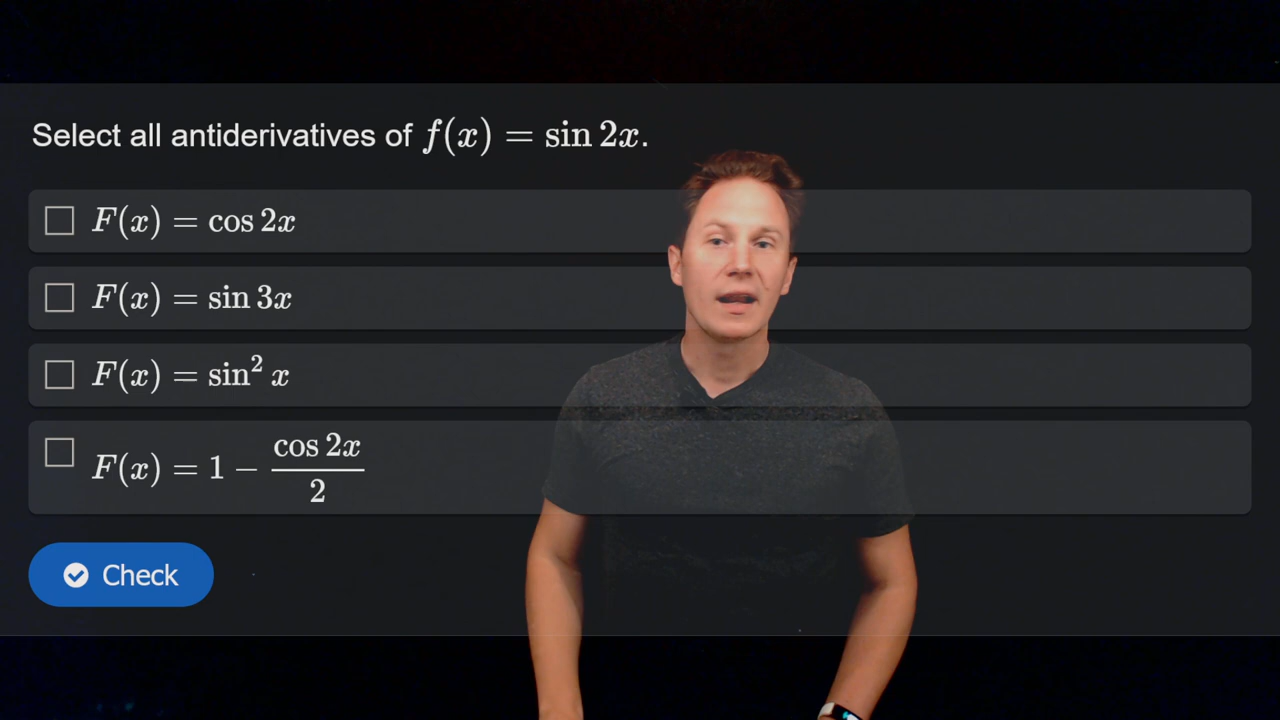 Select all antiderivatives of f(x) = sin 2x.
F(x) = cos 2x
F(x) = sin 3x
F(x) = sin² x
F(x) = 1 − cos 2x / 2
Check